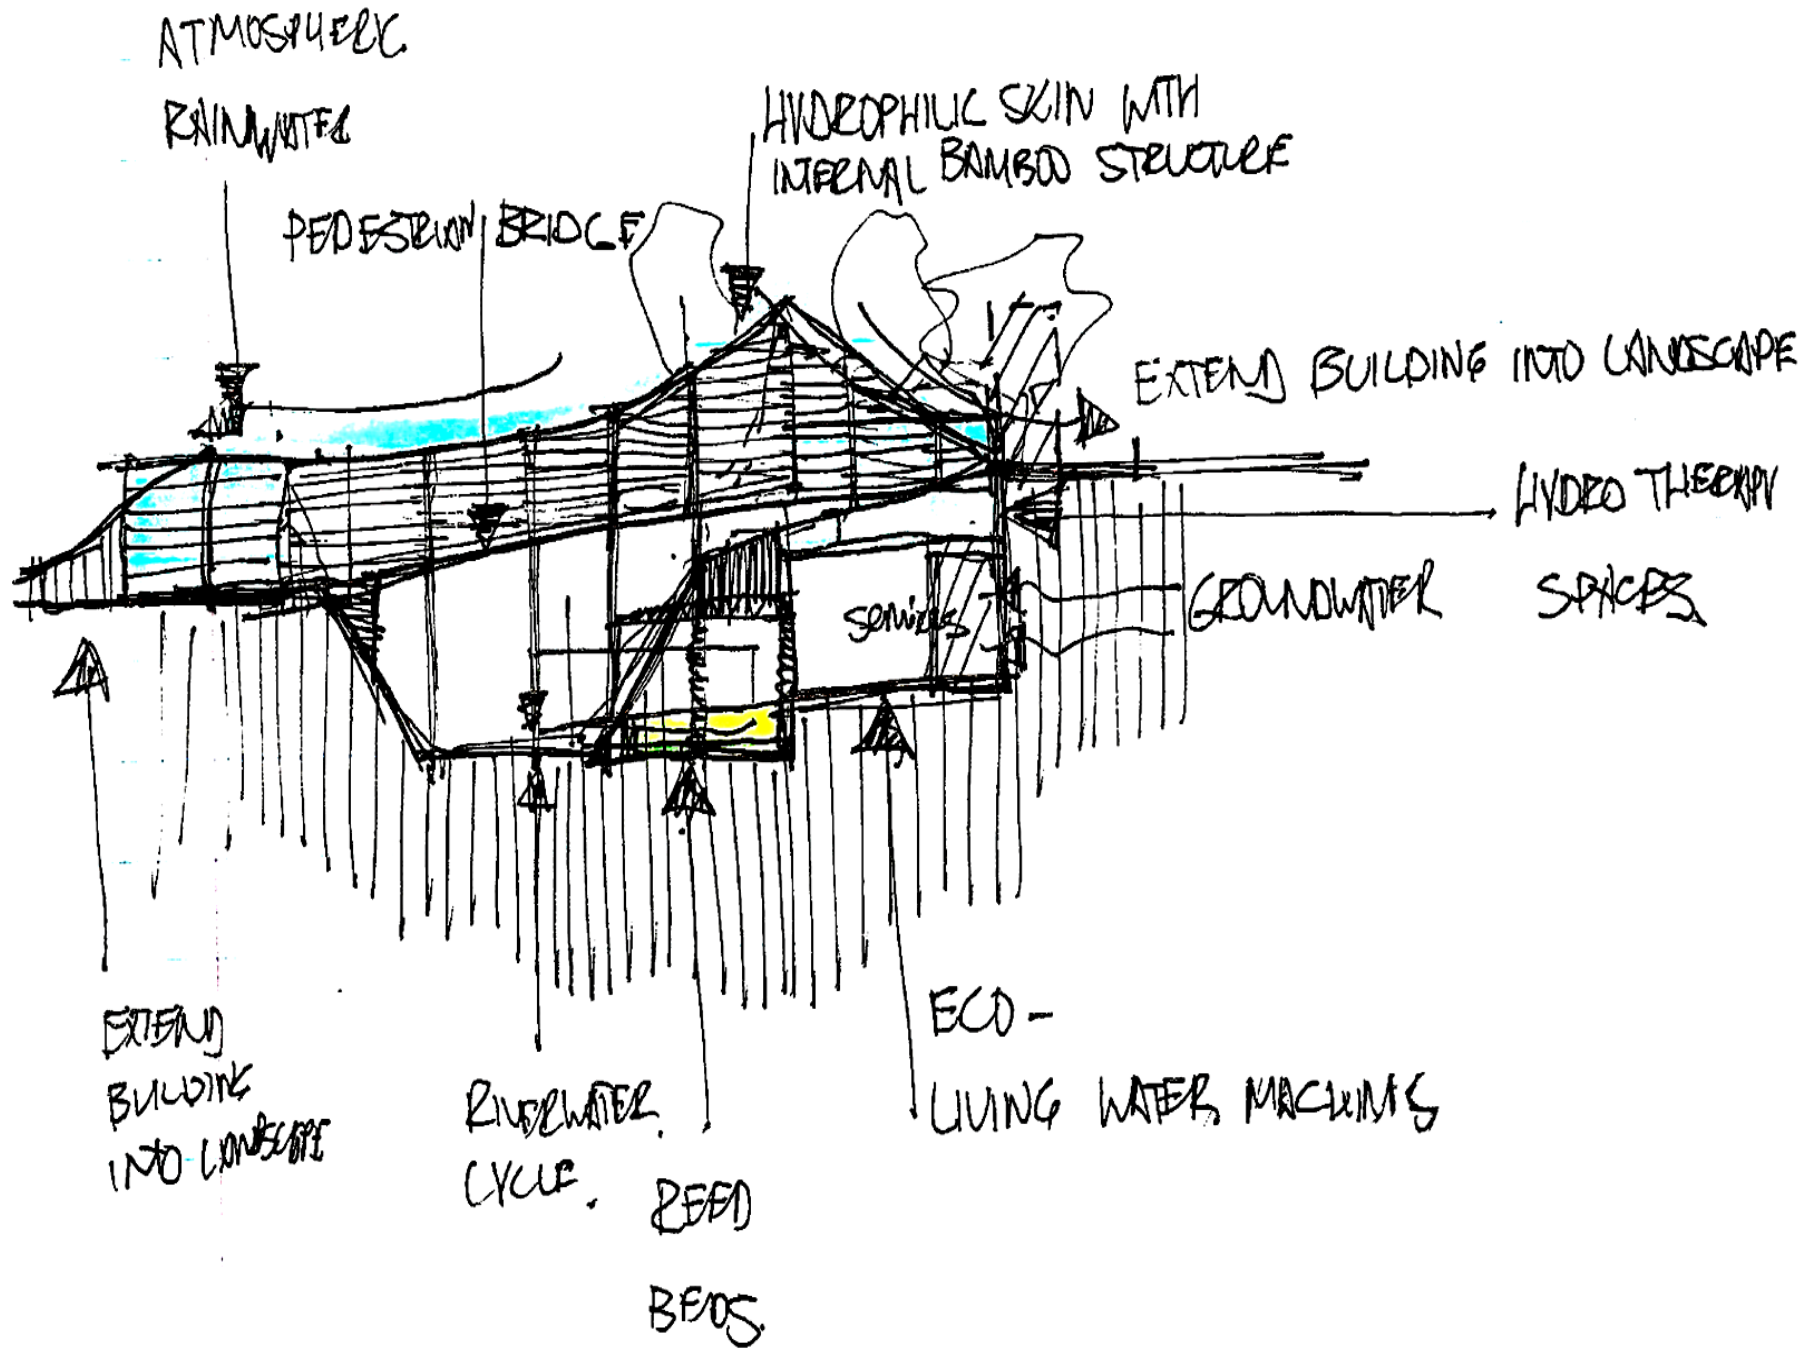 ATMOSPHERIC
RAINWATER
HYDROPHILIC SKIN WITH
INTERNAL BAMBOO STRUCTURE
PEDESTRIAN BRIDGE
EXTEND BUILDING INTO LANDSCAPE
HYDRO THERAPY
SPACES.
GROUNDWATER
services
EXTEND
BUILDING
INTO LANDSCAPE
RIVERWATER.
CYCLE.
REED
BEDS.
ECO-
LIVING WATER MACHINES